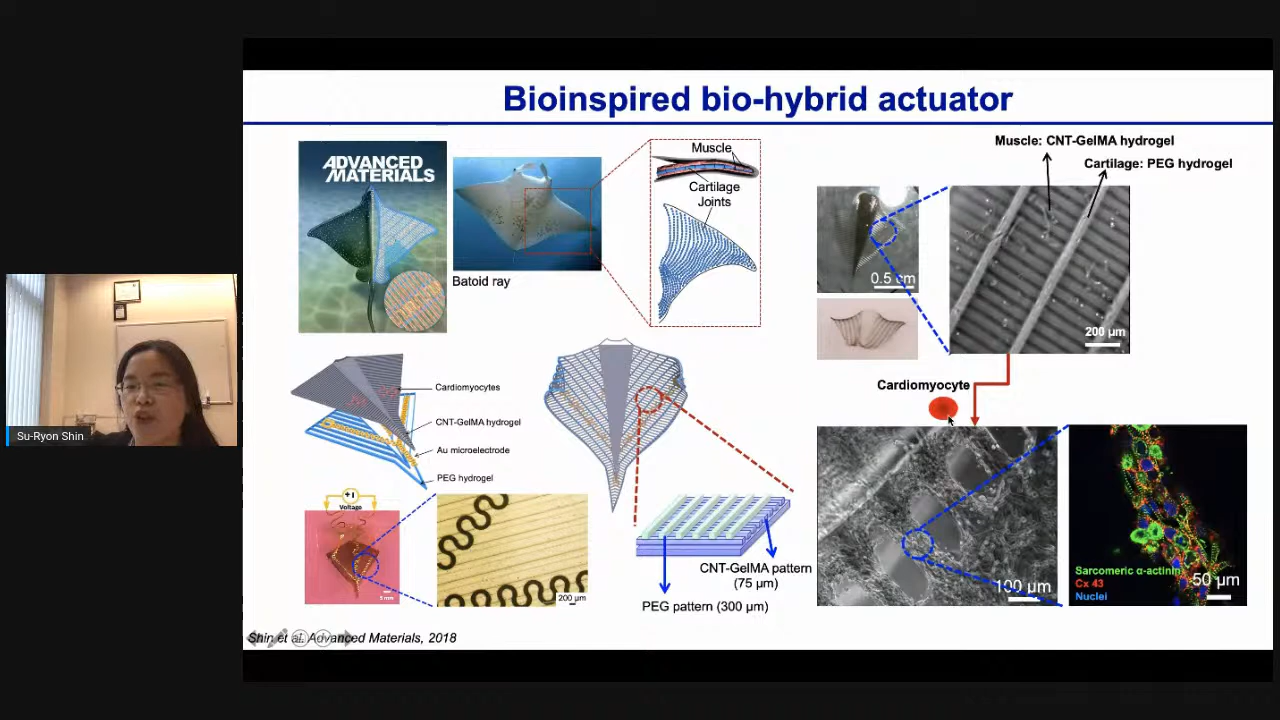 Bioinspired bio-hybrid actuator
ADVANCED
MATERIALS
Batoid ray
Muscle
Cartilage
Joints
Muscle: CNT-GelMA hydrogel
Cartilage: PEG hydrogel
0.5 cm
200 µm
Cardiomyocytes
CNT-GelMA hydrogel
Au microelectrode
PEG hydrogel
Cardiomyocyte
+ I
Voltage
5 mm
200 µm
CNT-GelMA pattern
(75 µm)
PEG pattern (300 µm)
100 µm
Sarcomeric α-actinin
Cx 43
Nuclei
50 µm
Shin et al. Advanced Materials, 2018
Su-Ryon Shin